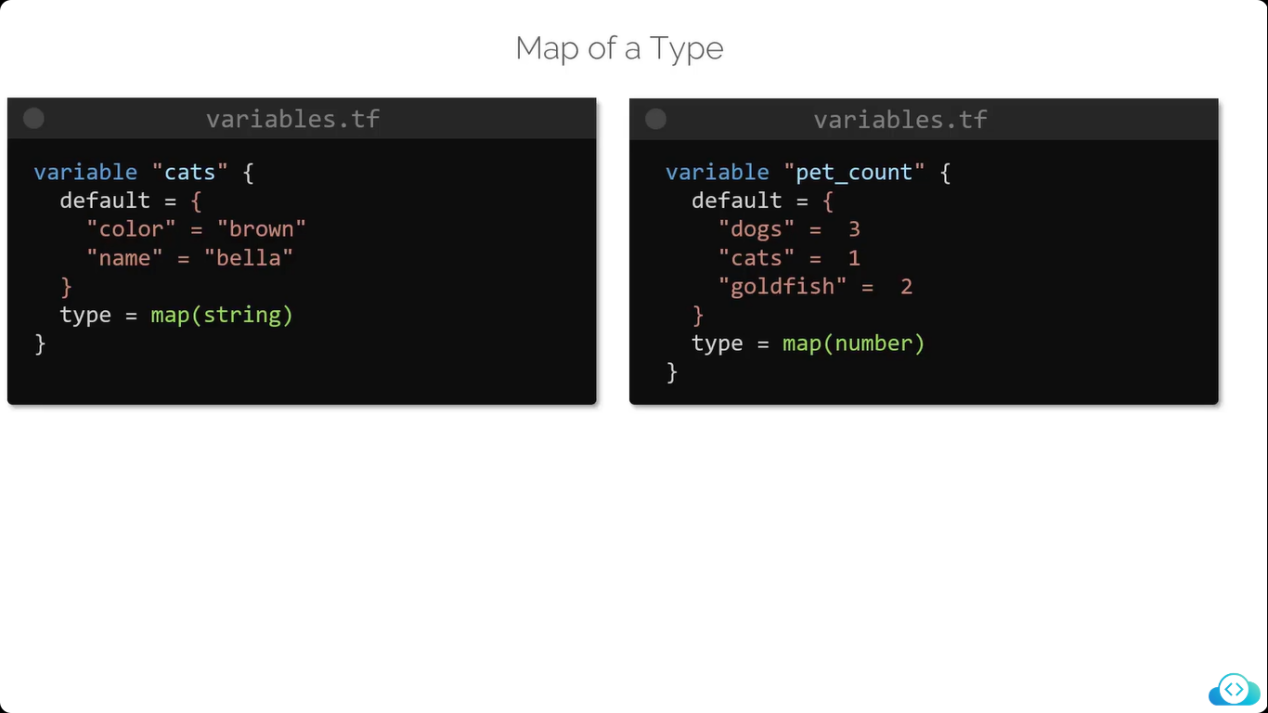 Map of a Type
variables.tf
variable "cats" {
  default = {
    "color" = "brown"
    "name" = "bella"
  }
  type = map(string)
}
variables.tf
variable "pet_count" {
  default = {
    "dogs" =  3
    "cats" =  1
    "goldfish" =  2
  }
  type = map(number)
}